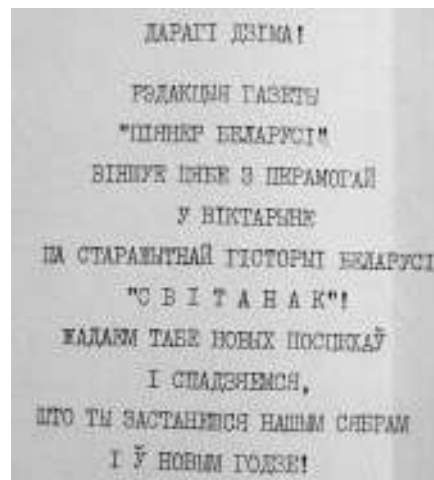 ДАРАГІ ДЗІМА!
РЭДАКЦЫЯ ГАЗЕТЫ
"ПІЯНЕР БЕЛАРУСІ"
ВІНШУЕ ЦЯБЕ З ПЕРАМОГАЙ
У ВІКТАРЫНЕ
ПА СТАРАЖЫТНАЙ ГІСТОРЫІ БЕЛАРУСІ
"С В І Т А Н А К"!
ЖАДАЕМ ТАБЕ НОВЫХ ПОСПЕХАЎ
І СПАДЗЯЕМСЯ,
ШТО ТЫ ЗАСТАНЕШСЯ НАШЫМ СЯБРАМ
І Ў НОВЫМ ГОДЗЕ!